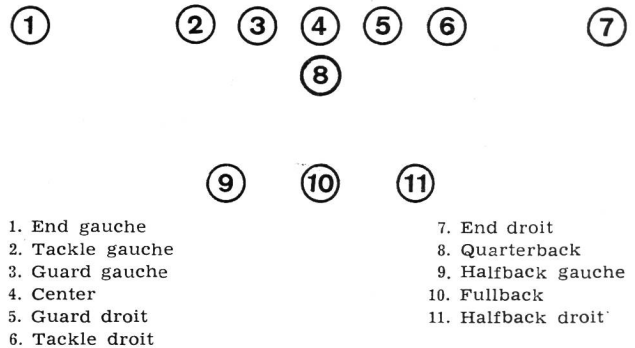 1 2 3 4 5 6 7
8
9 10 11
1. End gauche
2. Tackle gauche
3. Guard gauche
4. Center
5. Guard droit
6. Tackle droit
7. End droit
8. Quarterback
9. Halfback gauche
10. Fullback
11. Halfback droit